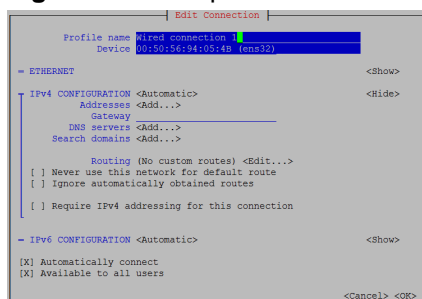 Edit Connection
Profile name Wired connection 1
Device 00:50:56:94:05:4B (ens32)
= ETHERNET <Show>
IPv4 CONFIGURATION <Automatic> <Hide>
Addresses <Add...>
Gateway
DNS servers <Add...>
Search domains <Add...>
Routing (No custom routes) <Edit...>
[ ] Never use this network for default route
[ ] Ignore automatically obtained routes
[ ] Require IPv4 addressing for this connection
= IPv6 CONFIGURATION <Automatic> <Show>
[X] Automatically connect
[X] Available to all users
<Cancel> <OK>